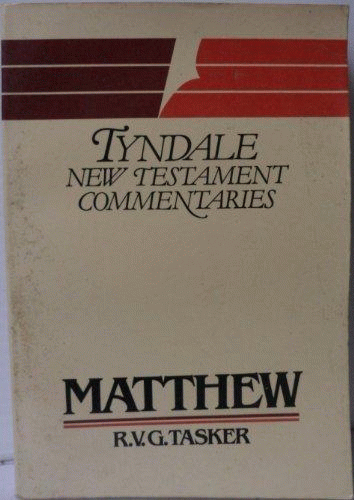 TYNDALE
NEW TESTAMENT
COMMENTARIES
MATTHEW
R.V.G.TASKER